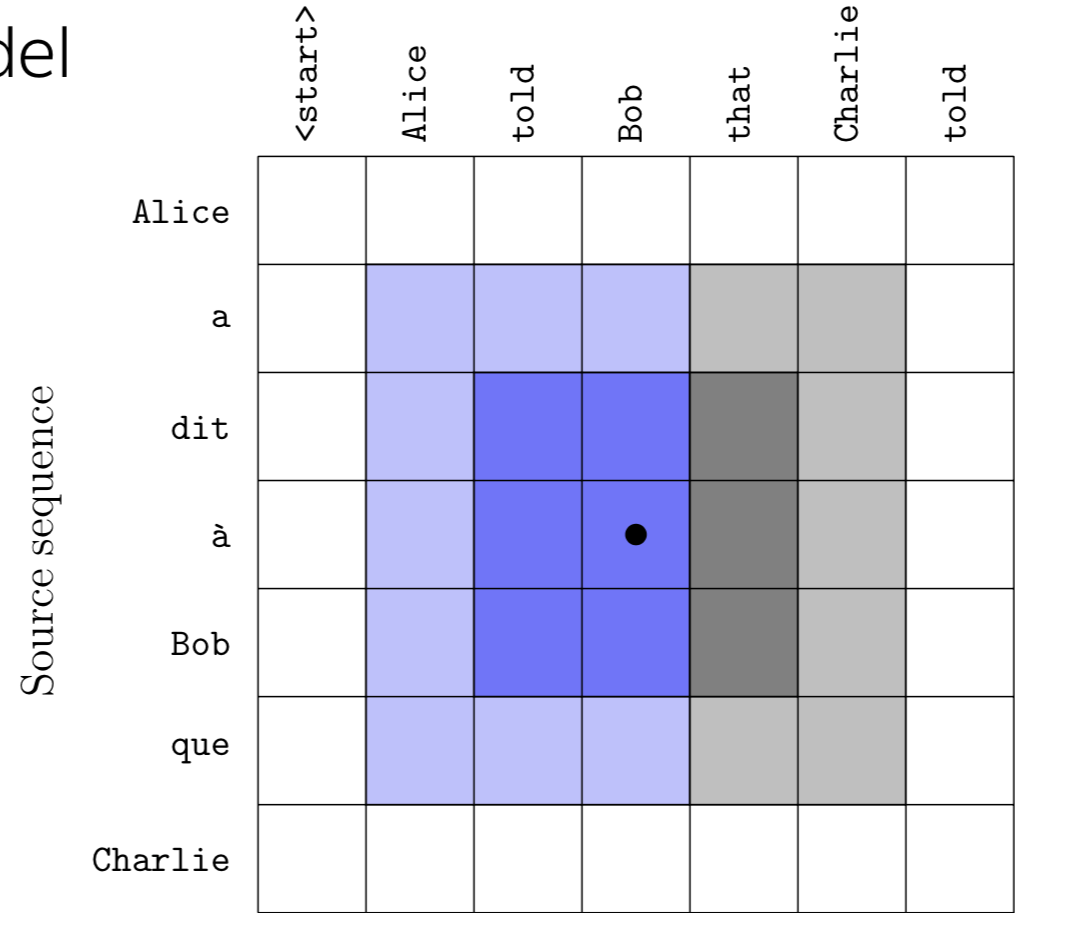 del
<start>
Alice
told
Bob
that
Charlie
told
Source sequence
Alice
a
dit
à
Bob
que
Charlie